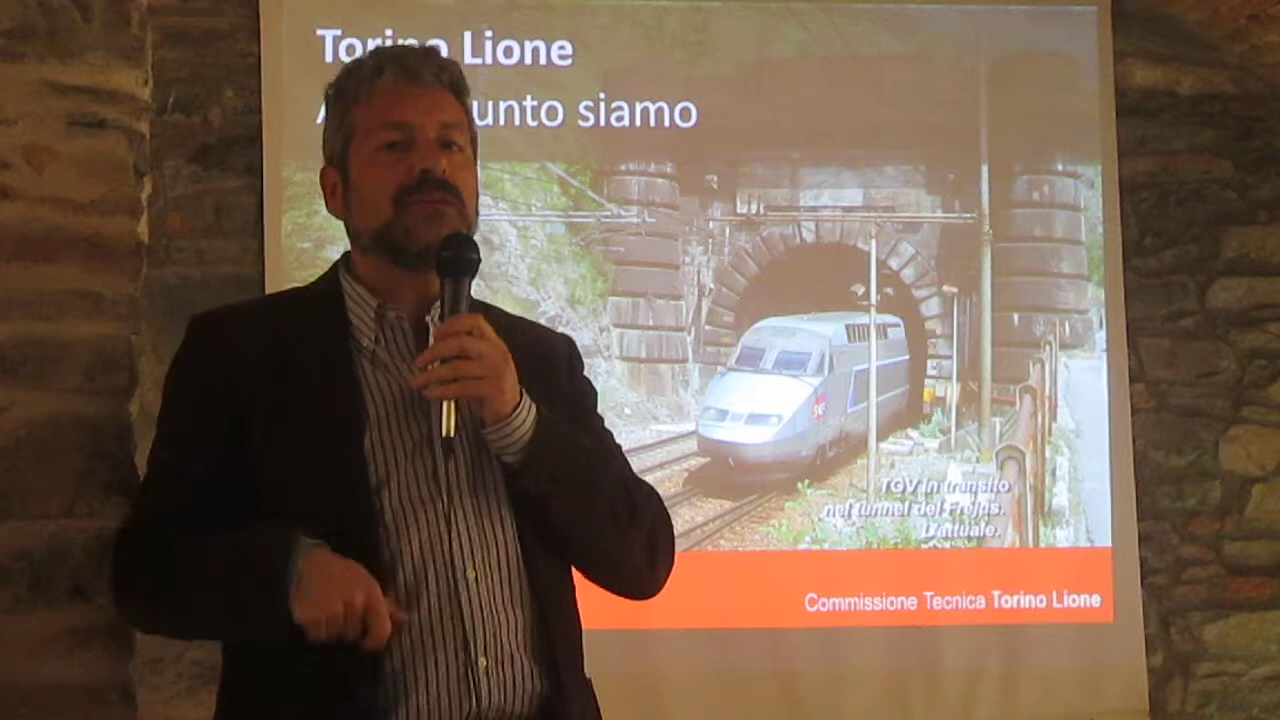 Torino Lione
unto siamo
TGV in transito
nel tunnel del Frejus.
L'attuale.
Commissione Tecnica Torino Lione